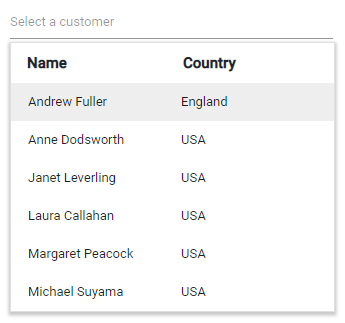 Select a customer
Name Country
Andrew Fuller England
Anne Dodsworth USA
Janet Leverling USA
Laura Callahan USA
Margaret Peacock USA
Michael Suyama USA